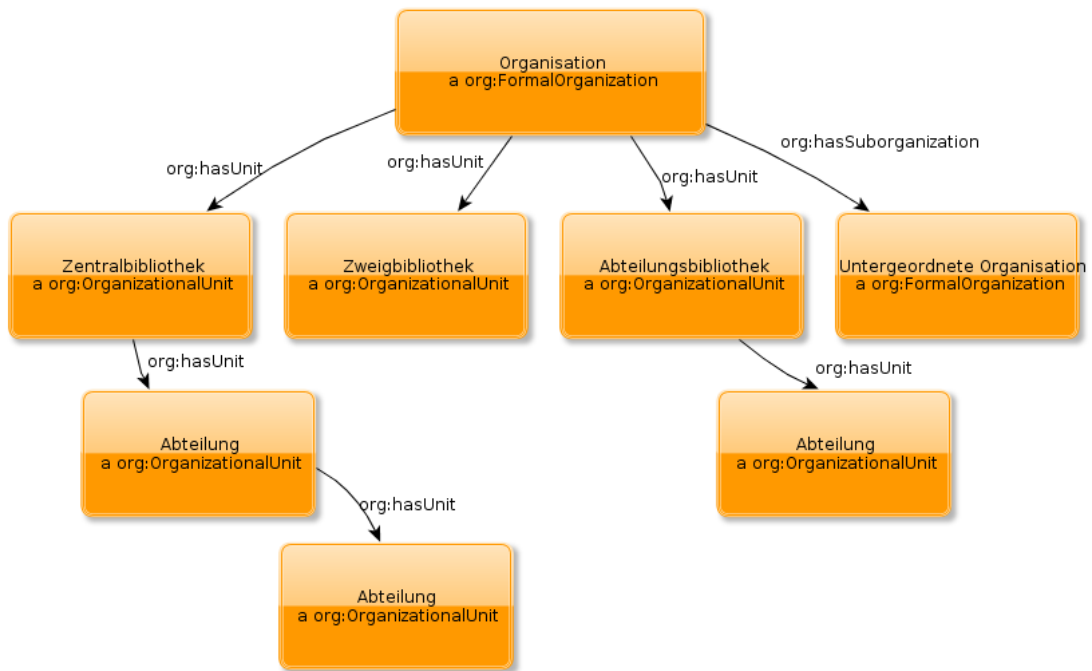 Organisation
a org:FormalOrganization
org:hasUnit
org:hasUnit
org:hasUnit
org:hasSuborganization
Zentralbibliothek
a org:OrganizationalUnit
Zweigbibliothek
a org:OrganizationalUnit
Abteilungsbibliothek
a org:OrganizationalUnit
Untergeordnete Organisation
a org:FormalOrganization
org:hasUnit
org:hasUnit
Abteilung
a org:OrganizationalUnit
Abteilung
a org:OrganizationalUnit
org:hasUnit
Abteilung
a org:OrganizationalUnit